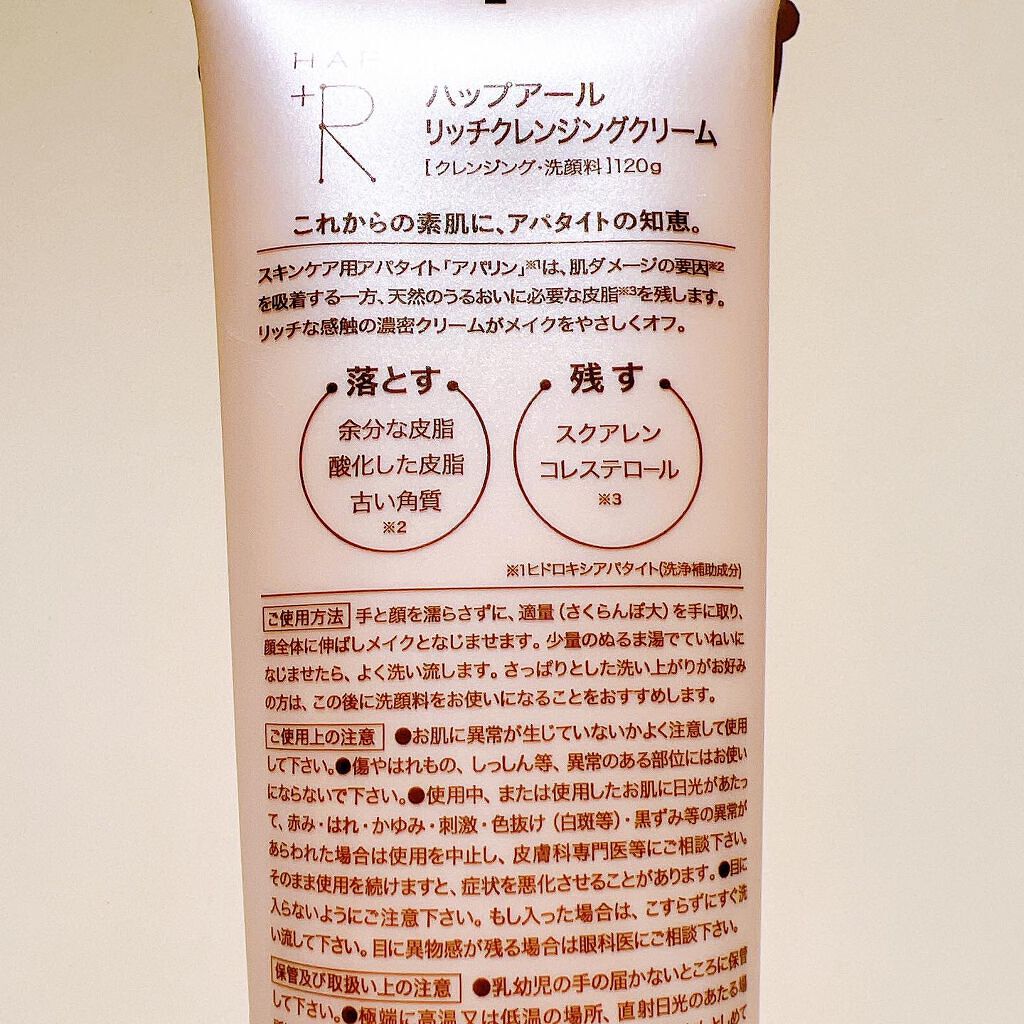 HAP
+R
ハップアール
リッチクレンジングクリーム
[クレンジング・洗顔料]120g
これからの素肌に、アパタイトの知恵。
スキンケア用アパタイト「アパリン」※1は、肌ダメージの要因※2
を吸着する一方、天然のうるおいに必要な皮脂※3を残します。
リッチな感触の濃密クリームがメイクをやさしくオフ。
落とす
余分な皮脂
酸化した皮脂
古い角質
※2
残す
スクアレン
コレステロール
※3
※1ヒドロキシアパタイト(洗浄補助成分)
ご使用方法 手と顔を濡らさずに、適量（さくらんぼ大）を手に取り、
顔全体に伸ばしメイクとなじませます。少量のぬるま湯でていねいに
なじませたら、よく洗い流します。さっぱりとした洗い上がりがお好み
の方は、この後に洗顔料をお使いになることをおすすめします。
ご使用上の注意 ●お肌に異常が生じていないかよく注意して使用
して下さい。●傷やはれもの、しっしん等、異常のある部位にはお使い
にならないで下さい。●使用中、または使用したお肌に日光があたっ
て、赤み・はれ・かゆみ・刺激・色抜け（白斑等）・黒ずみ等の異常が
あらわれた場合は使用を中止し、皮膚科専門医等にご相談下さい。
そのまま使用を続けますと、症状を悪化させることがあります。●目に
入らないようにご注意下さい。もし入った場合は、こすらずにすぐ洗
い流して下さい。目に異物感が残る場合は眼科医にご相談下さい。
保管及び取扱い上の注意 ●乳幼児の手の届かないところに保管
して下さい。●極端に高温又は低温の場所、直射日光のあたる場